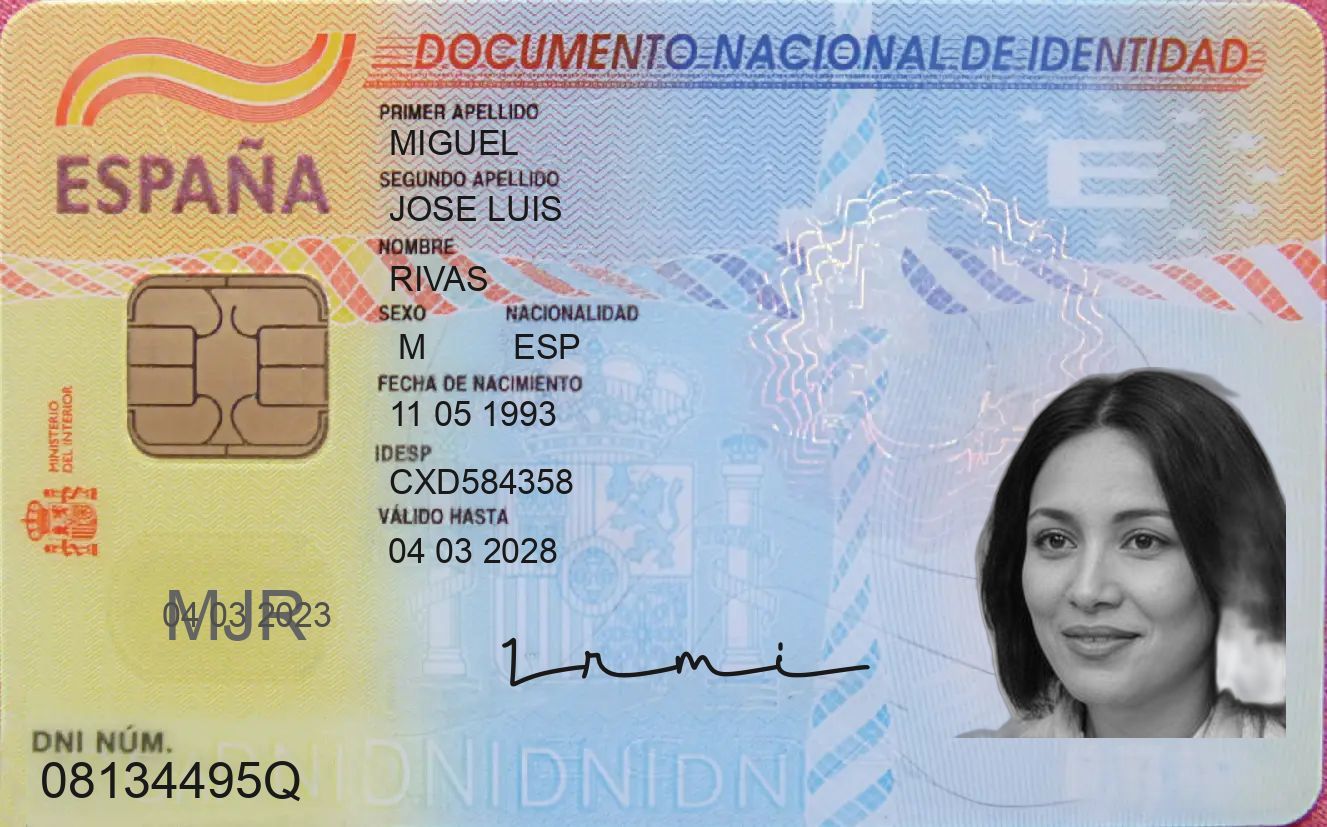 DOCUMENTO NACIONAL DE IDENTIDAD
ESPAÑA
PRIMER APELLIDO
MIGUEL
SEGUNDO APELLIDO
JOSE LUIS
NOMBRE
RIVAS
SEXO NACIONALIDAD
M ESP
FECHA DE NACIMIENTO
11 05 1993
IDESP
CXD584358
VÁLIDO HASTA
04 03 2028
MINISTERIO
DEL INTERIOR
E
MJR
04 03 2023
DNI NÚM.
08134495Q
DNIDNIDNIDNI